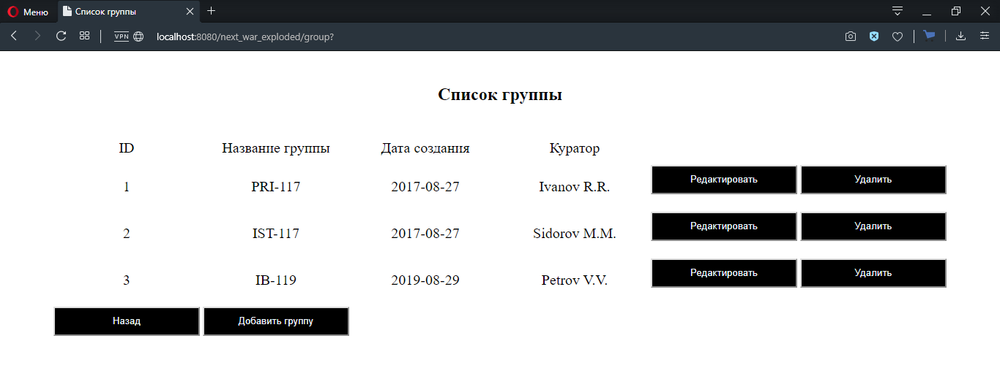 Меню
Список группы
VPN
localhost:8080/next_war_exploded/group?
Список группы
ID Название группы Дата создания Куратор
1 PRI-117 2017-08-27 Ivanov R.R. Редактировать Удалить
2 IST-117 2017-08-27 Sidorov M.M. Редактировать Удалить
3 IB-119 2019-08-29 Petrov V.V. Редактировать Удалить
Назад Добавить группу